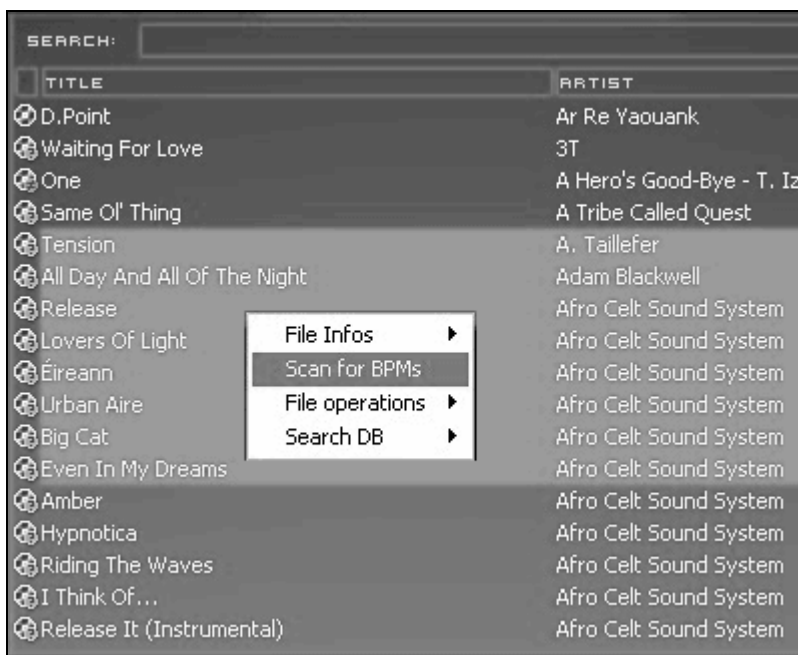 SEARCH:
TITLE ARTIST
D.Point Ar Re Yaouank
Waiting For Love 3T
One A Hero's Good-Bye - T. Iz
Same Ol' Thing A Tribe Called Quest
Tension A. Taillefer
All Day And All Of The Night Adam Blackwell
Release Afro Celt Sound System
Lovers Of Light File Infos Afro Celt Sound System
Éireann Scan for BPMs Afro Celt Sound System
Urban Aire File operations Afro Celt Sound System
Big Cat Search DB Afro Celt Sound System
Even In My Dreams Afro Celt Sound System
Amber Afro Celt Sound System
Hypnotica Afro Celt Sound System
Riding The Waves Afro Celt Sound System
I Think Of... Afro Celt Sound System
Release It (Instrumental) Afro Celt Sound System